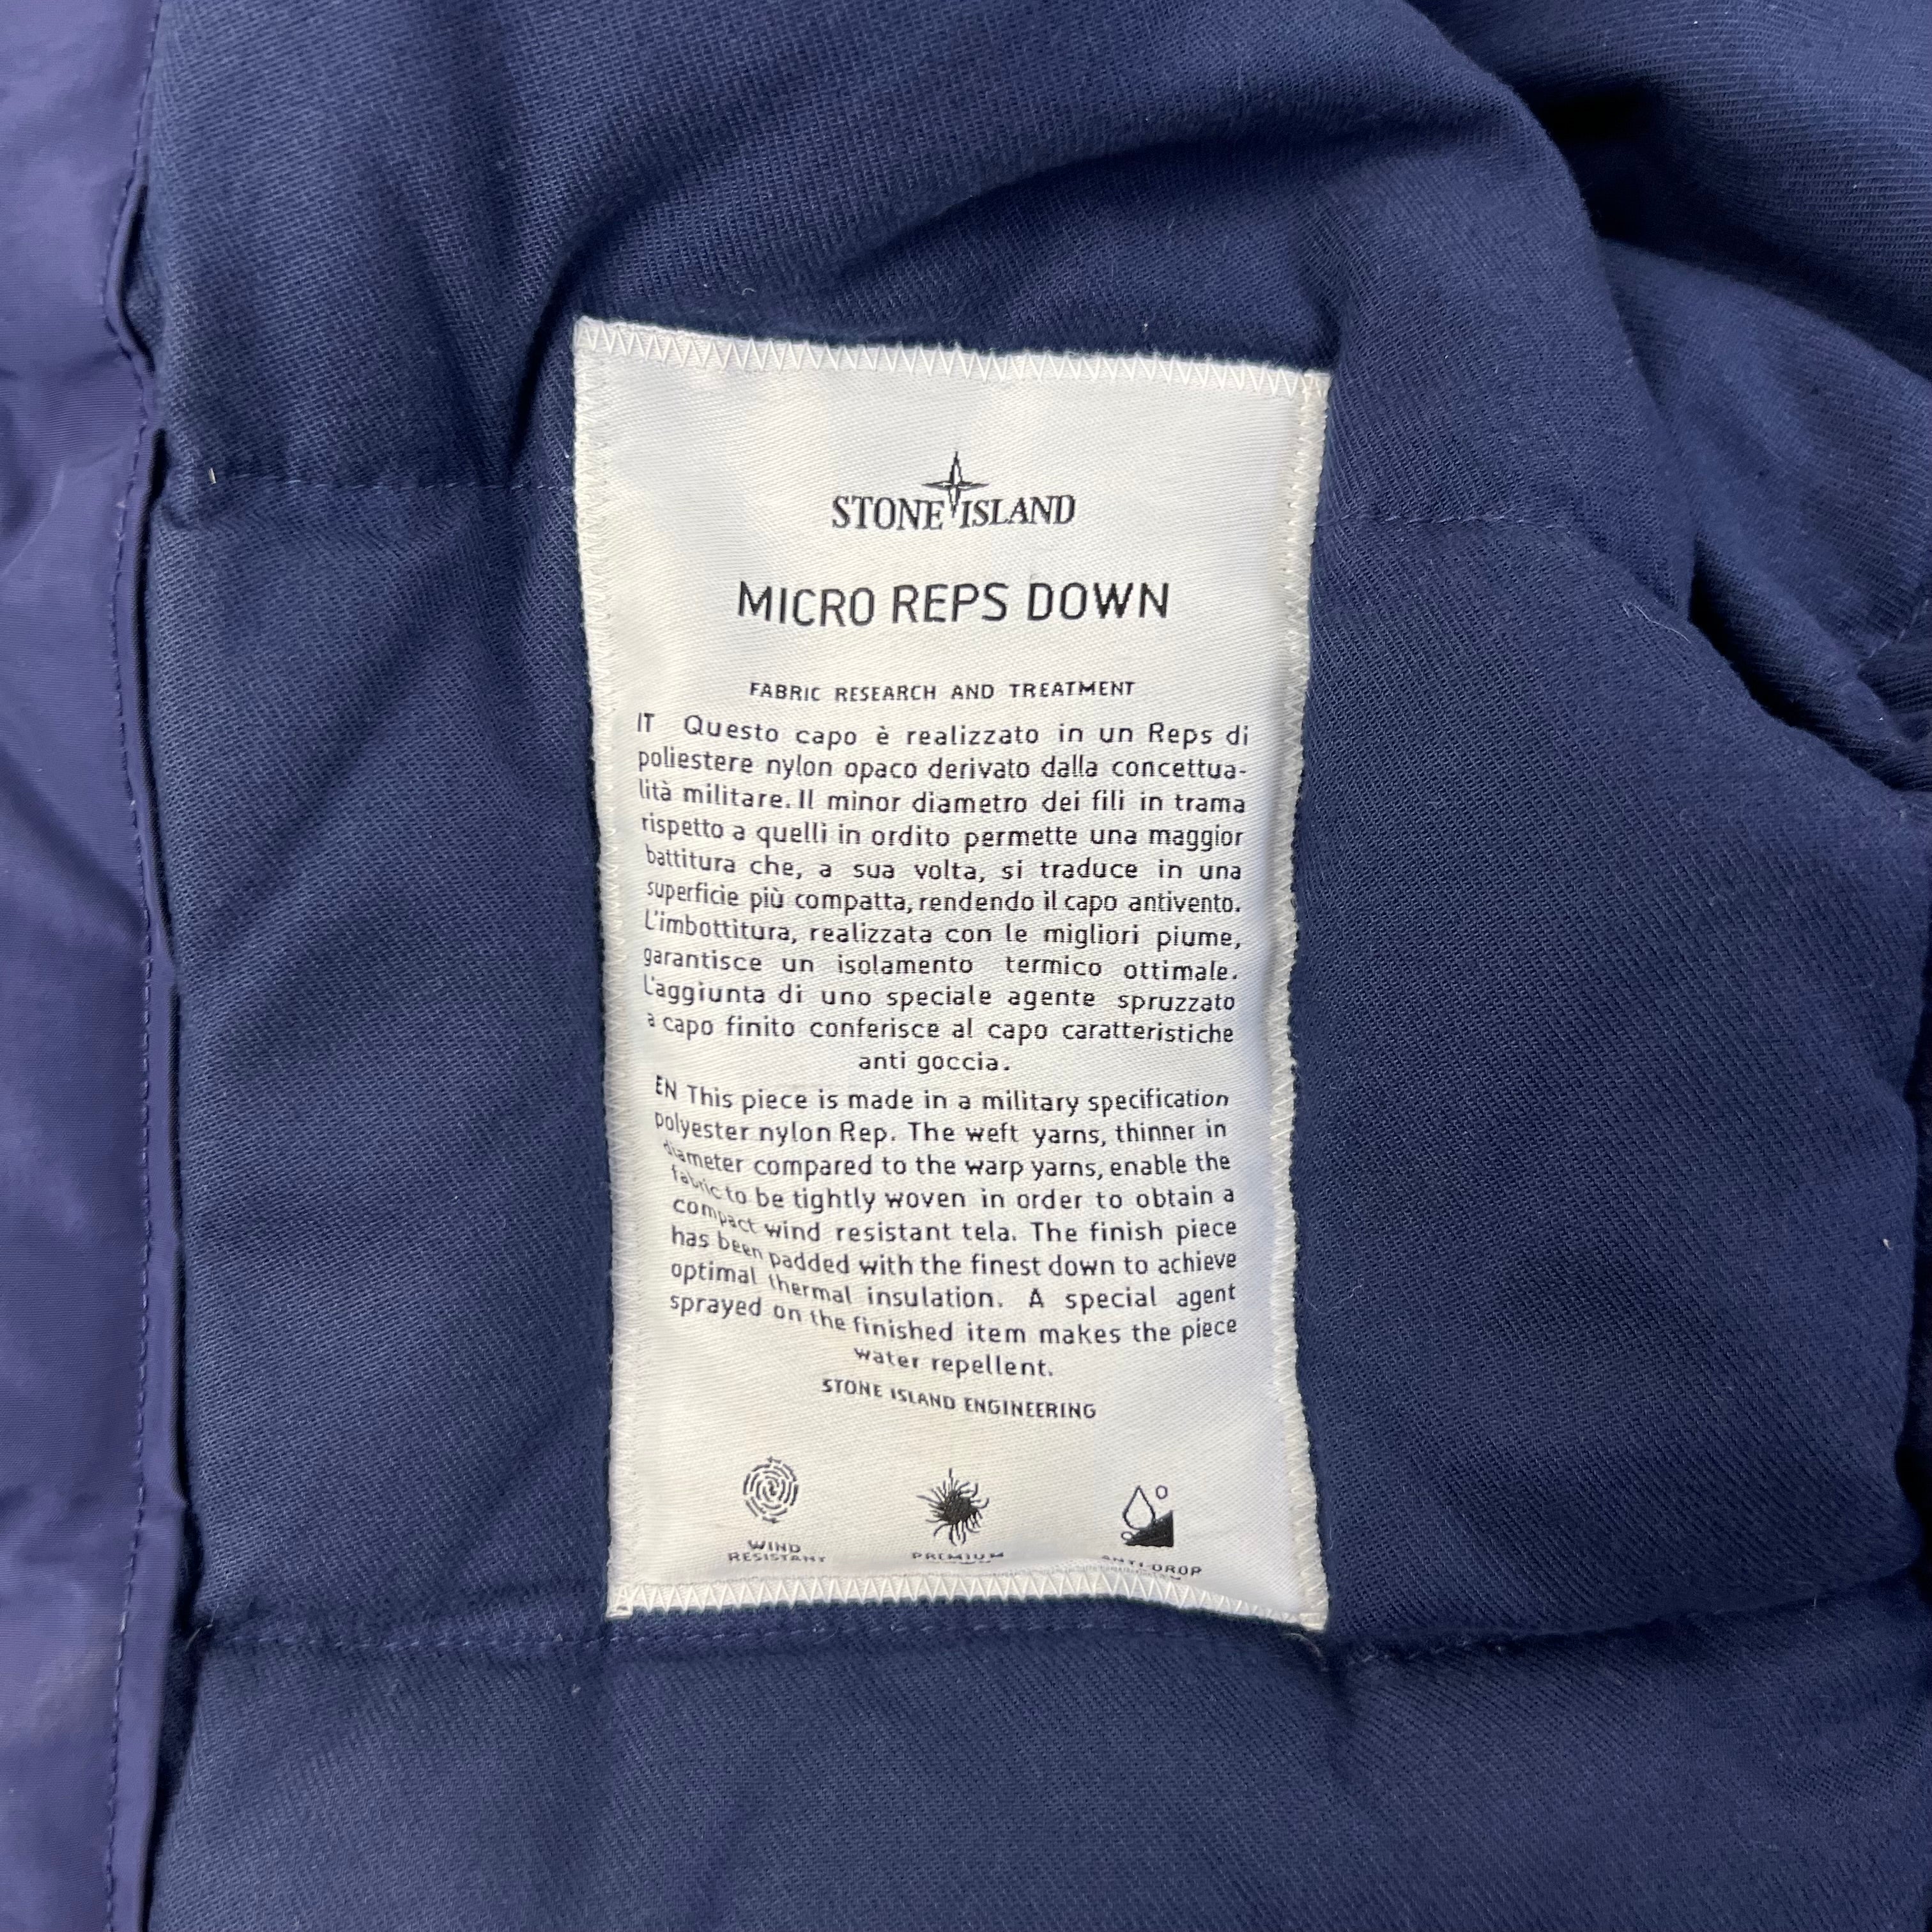 STONE ISLAND
MICRO REPS DOWN
FABRIC RESEARCH AND TREATMENT
IT Questo capo è realizzato in un Reps di
poliestere nylon opaco derivato dalla concettua-
lità militare. Il minor diametro dei fili in trama
rispetto a quelli in ordito permette una maggior
battitura che, a sua volta, si traduce in una
superficie più compatta, rendendo il capo antivento.
L'imbottitura, realizzata con le migliori piume,
garantisce un isolamento termico ottimale.
L'aggiunta di uno speciale agente spruzzato
a capo finito conferisce al capo caratteristiche
anti goccia.
EN This piece is made in a military specification
polyester nylon Rep. The weft yarns, thinner in
diameter compared to the warp yarns, enable the
fabric to be tightly woven in order to obtain a
compact wind resistant tela. The finish piece
has been padded with the finest down to achieve
optimal thermal insulation. A special agent
sprayed on the finished item makes the piece
water repellent.
STONE ISLAND ENGINEERING
WIND
RESISTANT
PREMIUM
ANTI-DROP